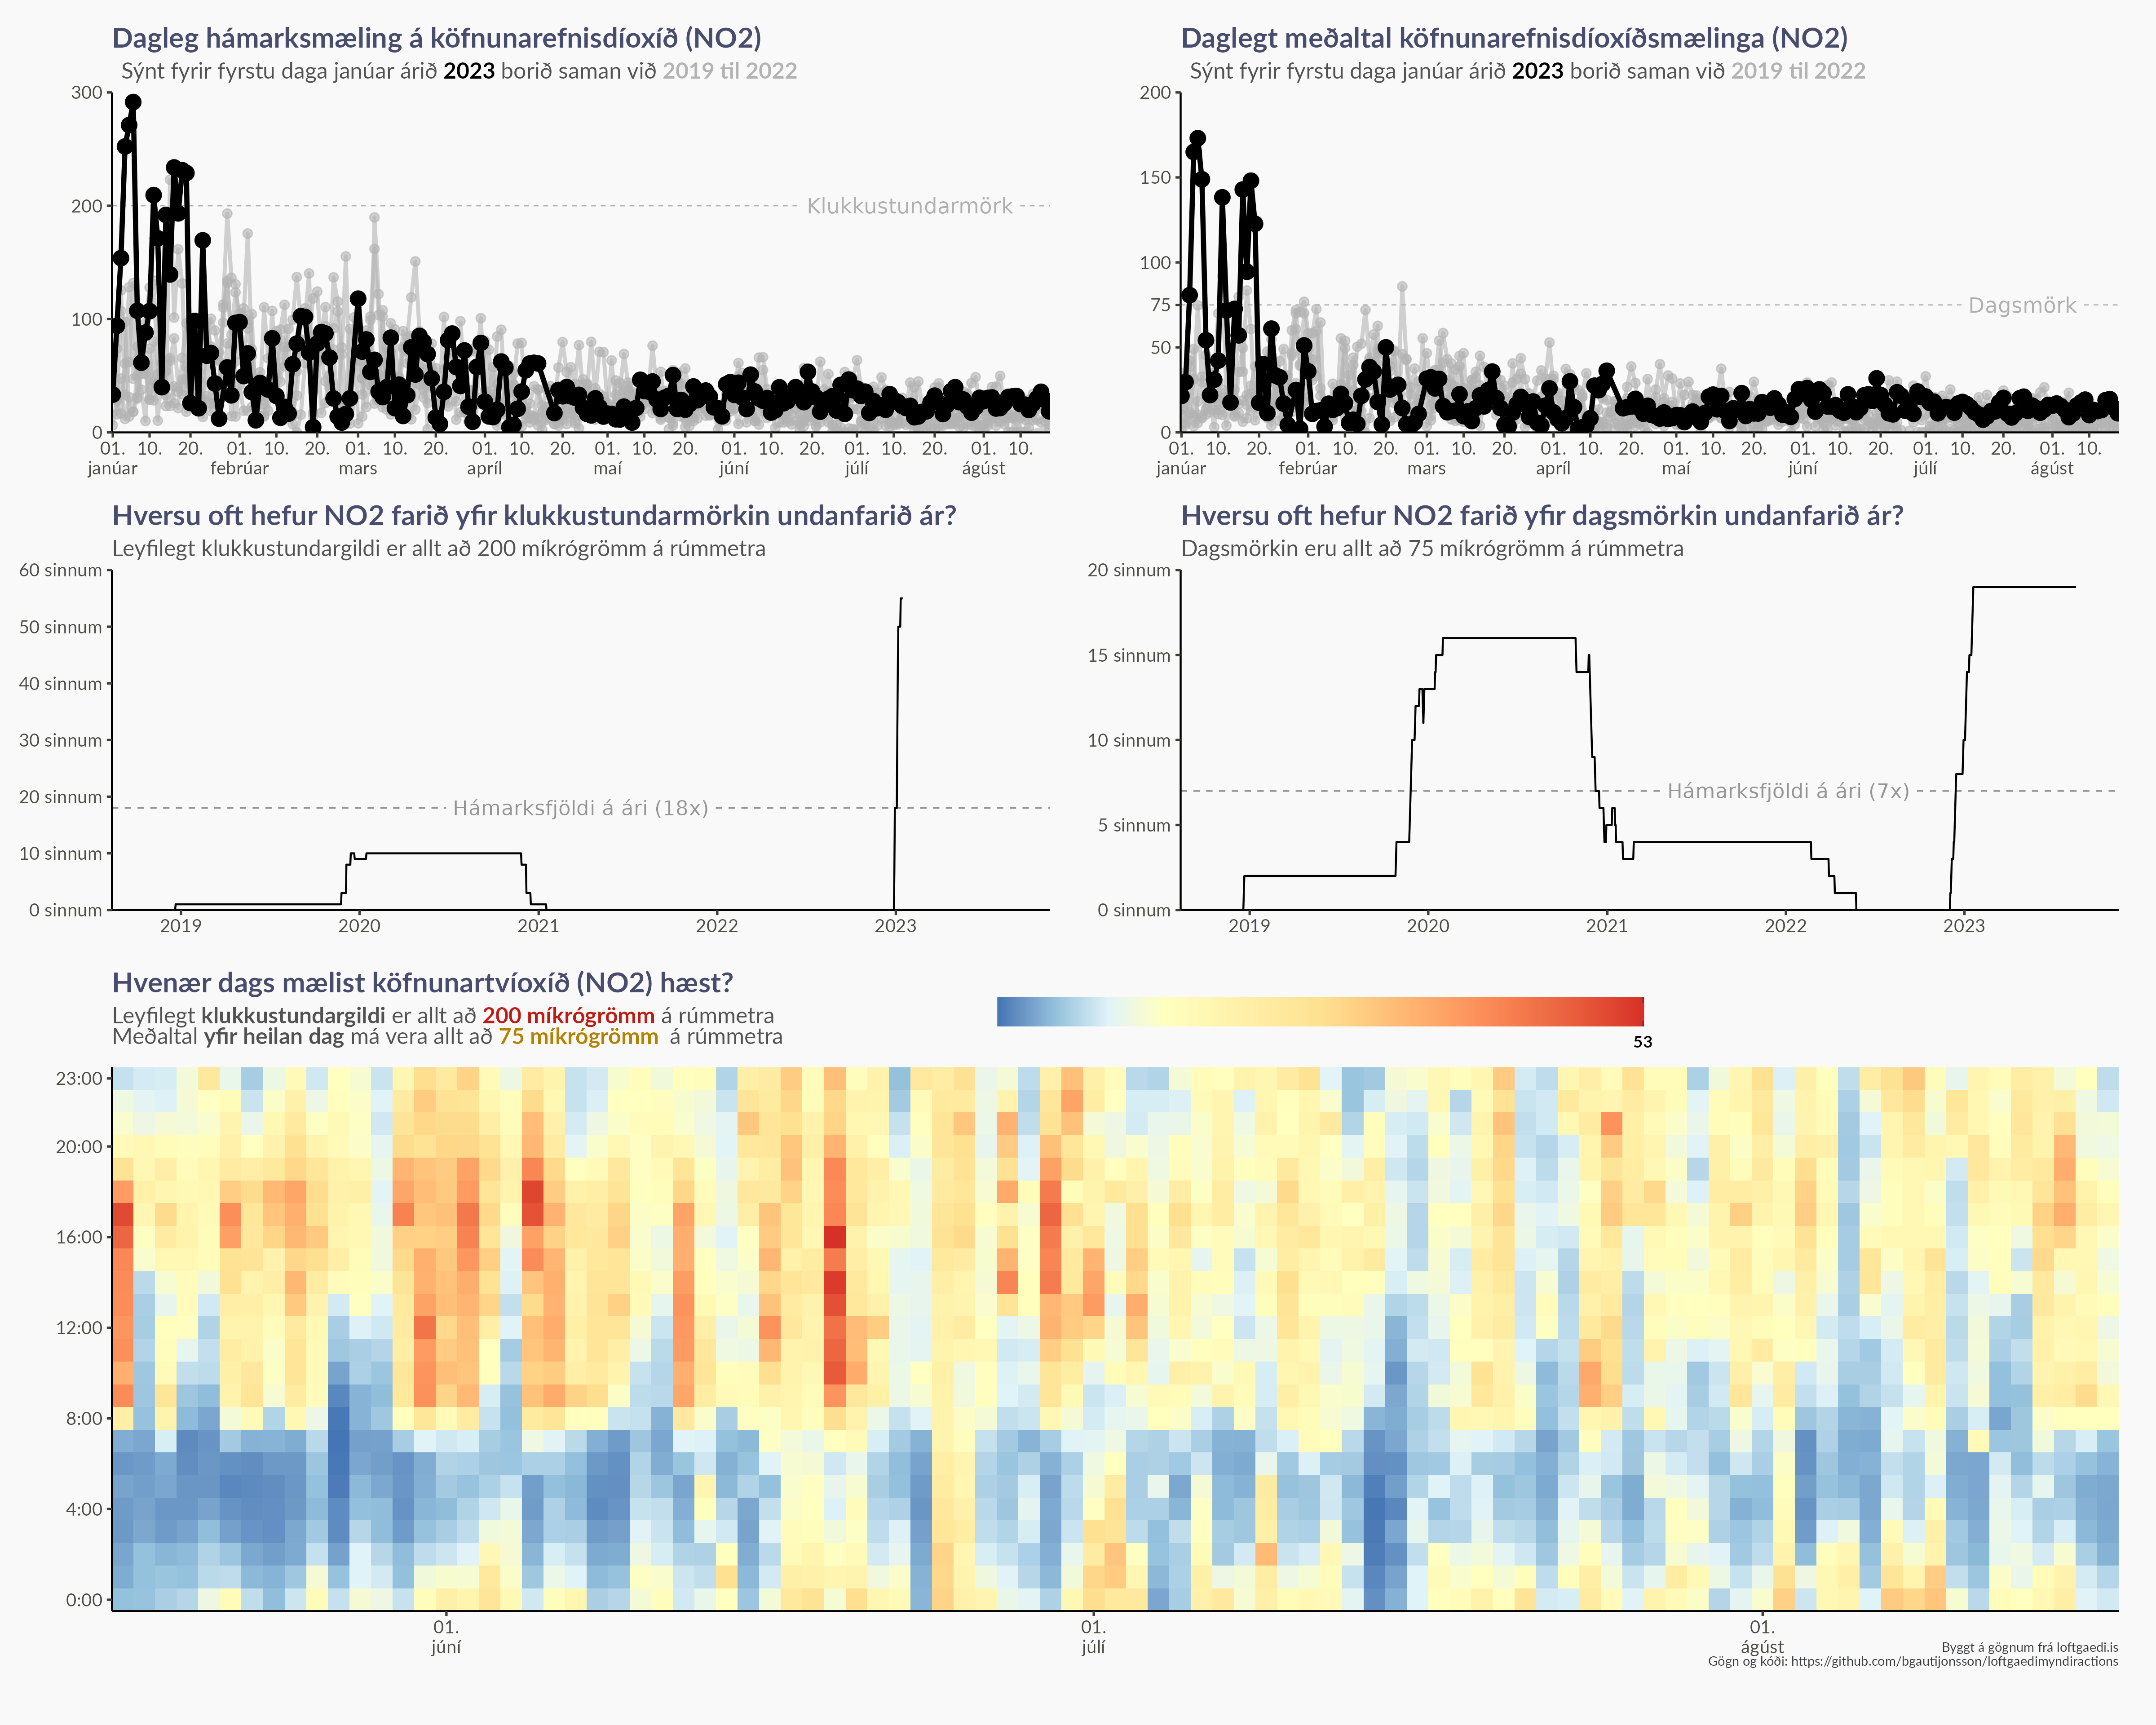 Dagleg hámarksmæling á köfnunarefnisdíoxíð (NO2)
Sýnt fyrir fyrstu daga janúar árið 2023 borið saman við 2019 til 2022
300
200
100
0
Klukkustundarmörk
01. 10. 20. 01. 10. 20. 01. 10. 20. 01. 10. 20. 01. 10. 20. 01. 10. 20. 01. 10. 20. 01. 10.
janúar febrúar mars apríl maí júní júlí ágúst
Daglegt meðaltal köfnunarefnisdíoxíðsmælinga (NO2)
Sýnt fyrir fyrstu daga janúar árið 2023 borið saman við 2019 til 2022
200
150
100
75
50
0
Dagsmörk
01. 10. 20. 01. 10. 20. 01. 10. 20. 01. 10. 20. 01. 10. 20. 01. 10. 20. 01. 10. 20. 01. 10.
janúar febrúar mars apríl maí júní júlí ágúst
Hversu oft hefur NO2 farið yfir klukkustundarmörkin undanfarið ár?
Leyfilegt klukkustundargildi er allt að 200 míkrógrömm á rúmmetra
60 sinnum
50 sinnum
40 sinnum
30 sinnum
20 sinnum
10 sinnum
0 sinnum
Hámarksfjöldi á ári (18x)
2019 2020 2021 2022 2023
Hversu oft hefur NO2 farið yfir dagsmörkin undanfarið ár?
Dagsmörkin eru allt að 75 míkrógrömm á rúmmetra
20 sinnum
15 sinnum
10 sinnum
5 sinnum
0 sinnum
Hámarksfjöldi á ári (7x)
2019 2020 2021 2022 2023
Hvenær dags mælist köfnunartvíoxíð (NO2) hæst?
Leyfilegt klukkustundargildi er allt að 200 míkrógrömm á rúmmetra
Meðaltal yfir heilan dag má vera allt að 75 míkrógrömm á rúmmetra
53
23:00
20:00
16:00
12:00
8:00
4:00
0:00
01. 01. 01.
júní júlí ágúst
Byggt á gögnum frá loftgaedi.is
Gögn og kóði: https://github.com/bgautijonsson/loftgaedimyndiractions